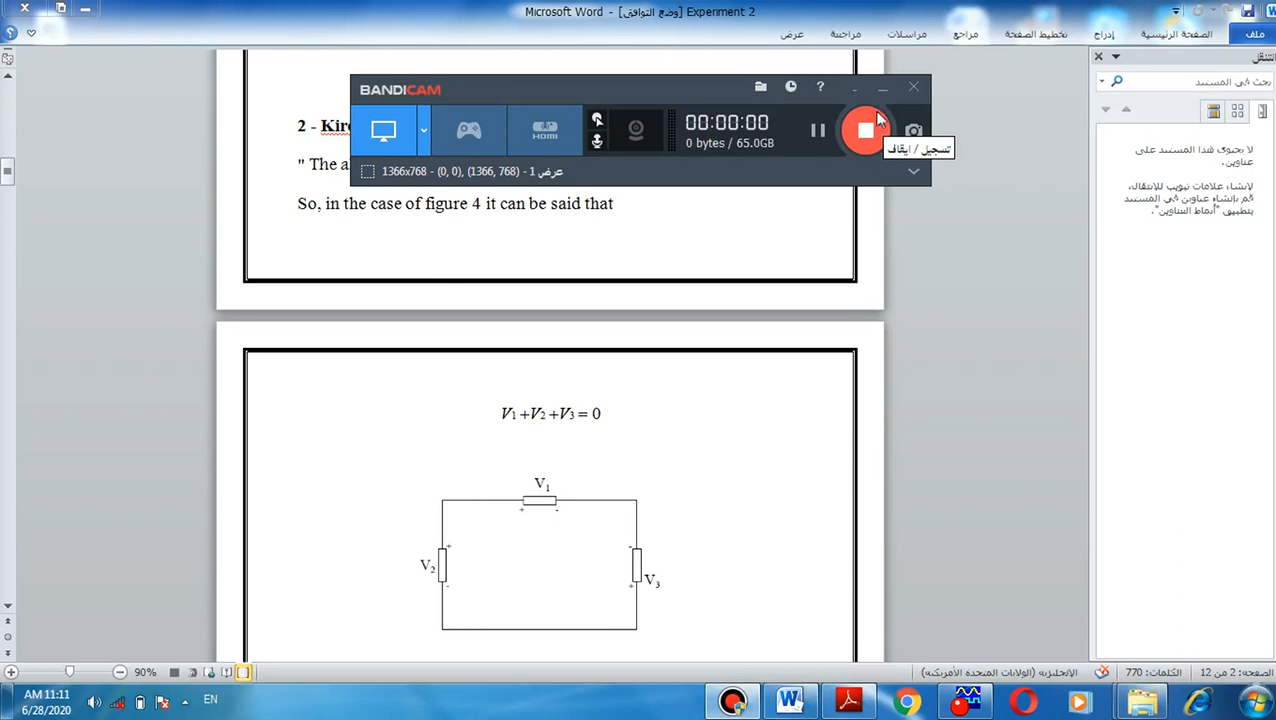 Microsoft Word [وضع التوافق] Experiment 2
ملف
الصفحة الرئيسية
إدراج
تخطيط الصفحة
مراجع
مراسلات
مراجعة
عرض
التنقل
بحث في المستند
لا يحتوي هذا المستند على
عناوين.
لإنشاء علامات تبويب للانتقال،
قم بإنشاء عناوين في المستند
بتطبيق "أنماط العناوين".
BANDICAM
HDMI
00:00:00
0 bytes / 65.0GB
تسجيل / ايقاف
1366x768 - (0, 0), (1366, 768) - عرض 1
2 - Kirc
" The a
So, in the case of figure 4 it can be said that
V1 +V2 +V3 = 0
V1
+ -
+ -
V2 V3
- +
90%
الإنجليزية (الولايات المتحدة الأمريكية)
الكلمات: 770
الصفحة: 2 من 12
AM 11:11
6/28/2020
EN